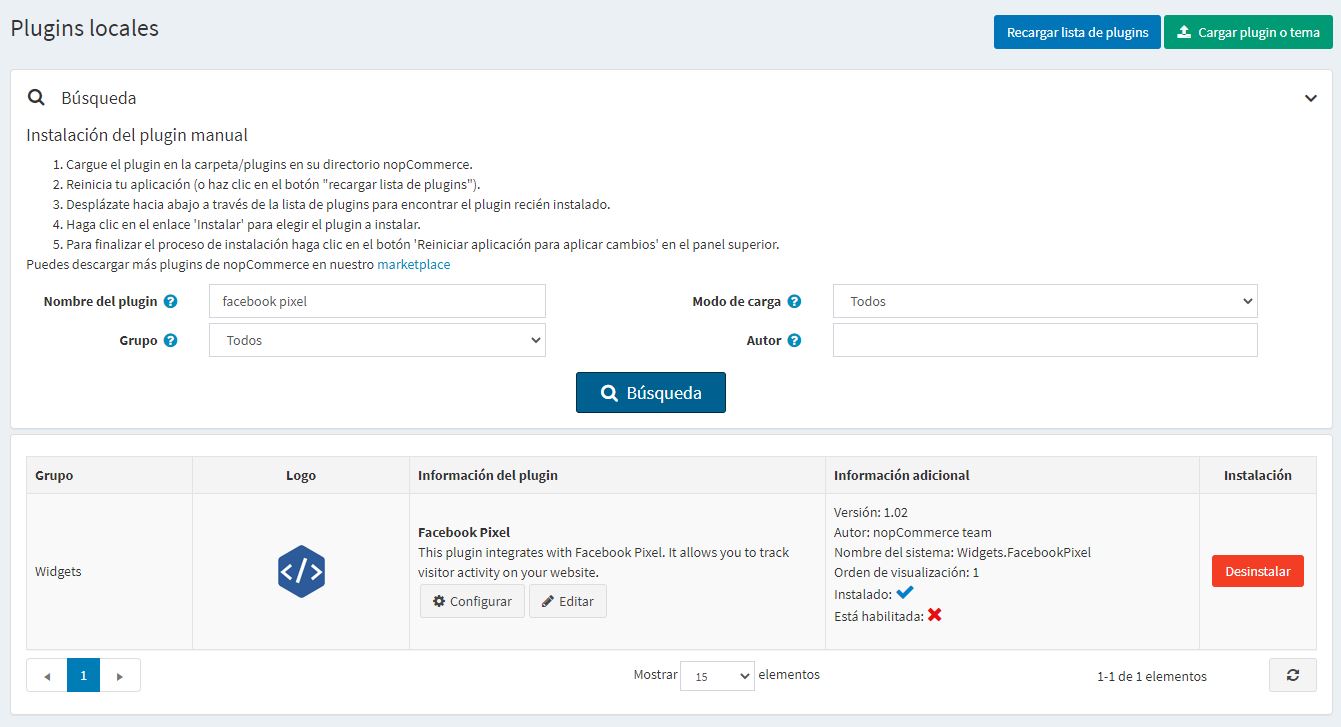 Plugins locales
Recargar lista de plugins
Cargar plugin o tema
Búsqueda
Instalación del plugin manual
1. Cargue el plugin en la carpeta/plugins en su directorio nopCommerce.
2. Reinicia tu aplicación (o haz clic en el botón "recargar lista de plugins").
3. Desplázate hacia abajo a través de la lista de plugins para encontrar el plugin recién instalado.
4. Haga clic en el enlace 'Instalar' para elegir el plugin a instalar.
5. Para finalizar el proceso de instalación haga clic en el botón 'Reiniciar aplicación para aplicar cambios' en el panel superior.
Puedes descargar más plugins de nopCommerce en nuestro marketplace
Nombre del plugin ? facebook pixel
Modo de carga ? Todos
Grupo ? Todos
Autor ?
Búsqueda
Grupo Logo Información del plugin Información adicional Instalación
Widgets
</>
Facebook Pixel
This plugin integrates with Facebook Pixel. It allows you to track
visitor activity on your website.
Configurar Editar
Versión: 1.02
Autor: nopCommerce team
Nombre del sistema: Widgets.FacebookPixel
Orden de visualización: 1
Instalado:
Está habilitada:
Desinstalar
1
Mostrar 15 elementos
1-1 de 1 elementos